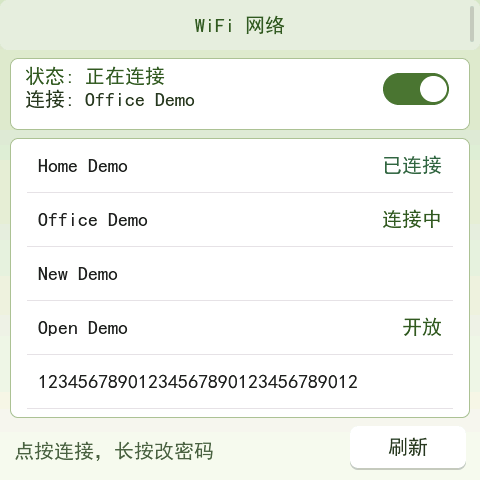 WiFi 网络
状态: 正在连接
连接: Office Demo
Home Demo 已连接
Office Demo 连接中
New Demo
Open Demo 开放
12345678901234567890123456789012
点按连接，长按改密码 刷新